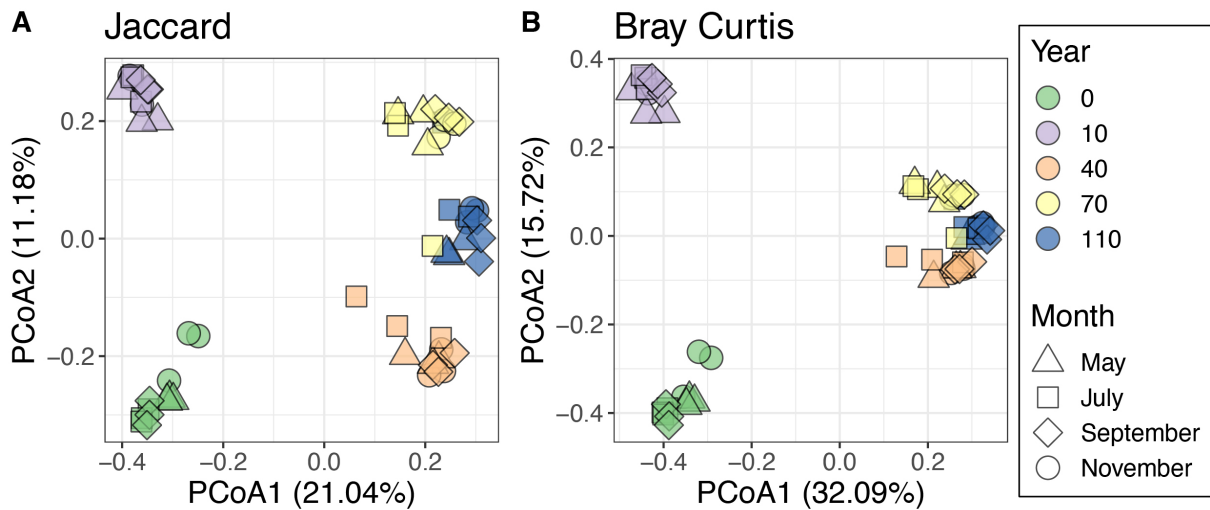 A Jaccard
0.2
0.0
−0.2
−0.4 −0.2 0.0 0.2
PCoA1 (21.04%)
PCoA2 (11.18%)
B Bray Curtis
0.4
0.2
0.0
−0.2
−0.4
−0.4 −0.2 0.0 0.2
PCoA1 (32.09%)
PCoA2 (15.72%)
Year
0
10
40
70
110
Month
May
July
September
November